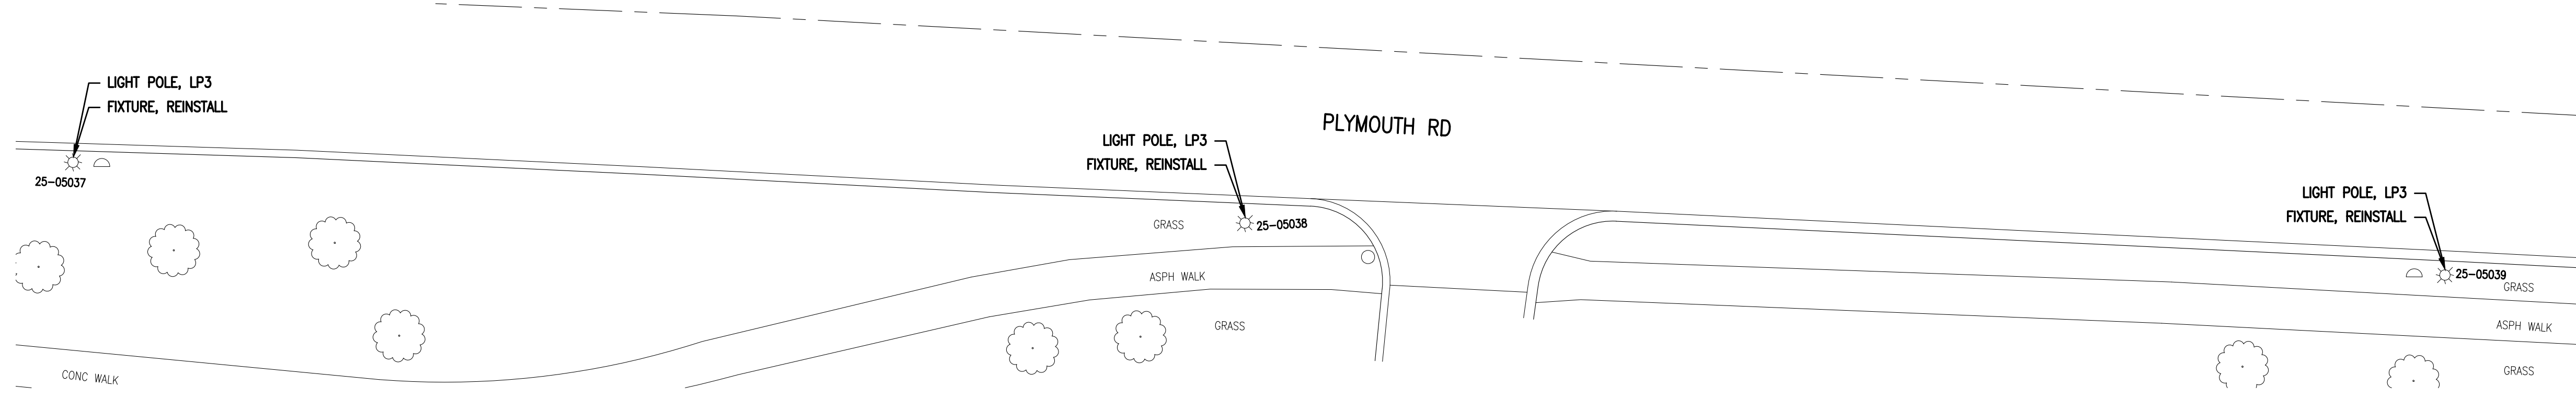 LIGHT POLE, LP3
FIXTURE, REINSTALL
25-05037
PLYMOUTH RD
LIGHT POLE, LP3
FIXTURE, REINSTALL
25-05038
GRASS
ASPH WALK
GRASS
CONC WALK
LIGHT POLE, LP3
FIXTURE, REINSTALL
25-05039
GRASS
ASPH WALK
GRASS